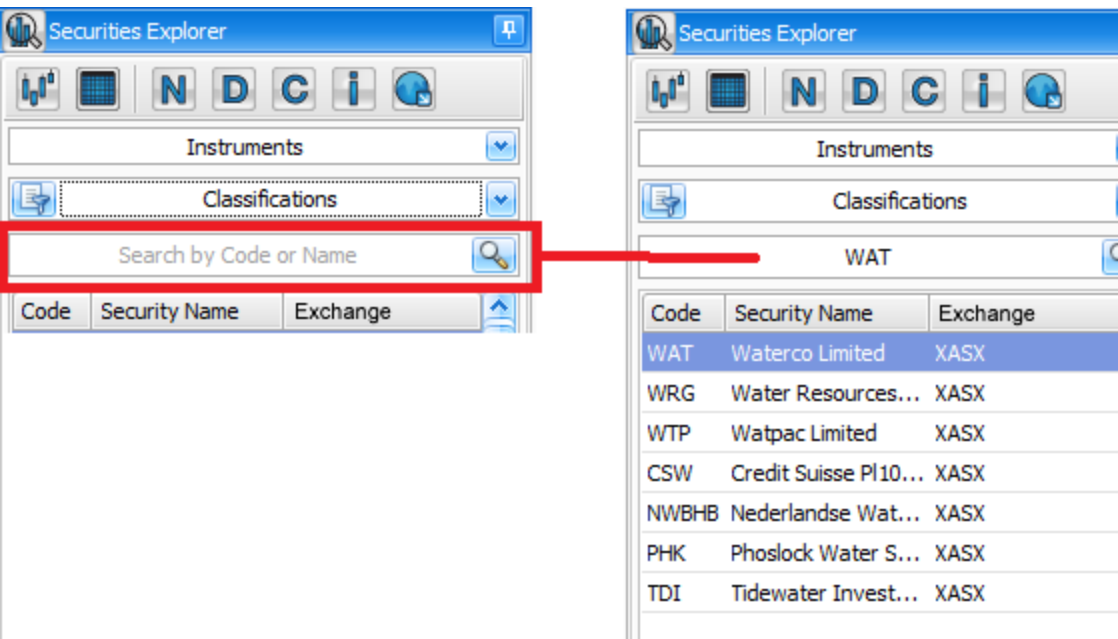 Securities Explorer
N D C i
Instruments
Classifications
Search by Code or Name
Code Security Name Exchange
Securities Explorer
N D C i
Instruments
Classifications
WAT
Code Security Name Exchange
WAT Waterco Limited XASX
WRG Water Resources... XASX
WTP Watpac Limited XASX
CSW Credit Suisse Pl10... XASX
NWBHB Nederlandse Wat... XASX
PHK Phoslock Water S... XASX
TDI Tidewater Invest... XASX